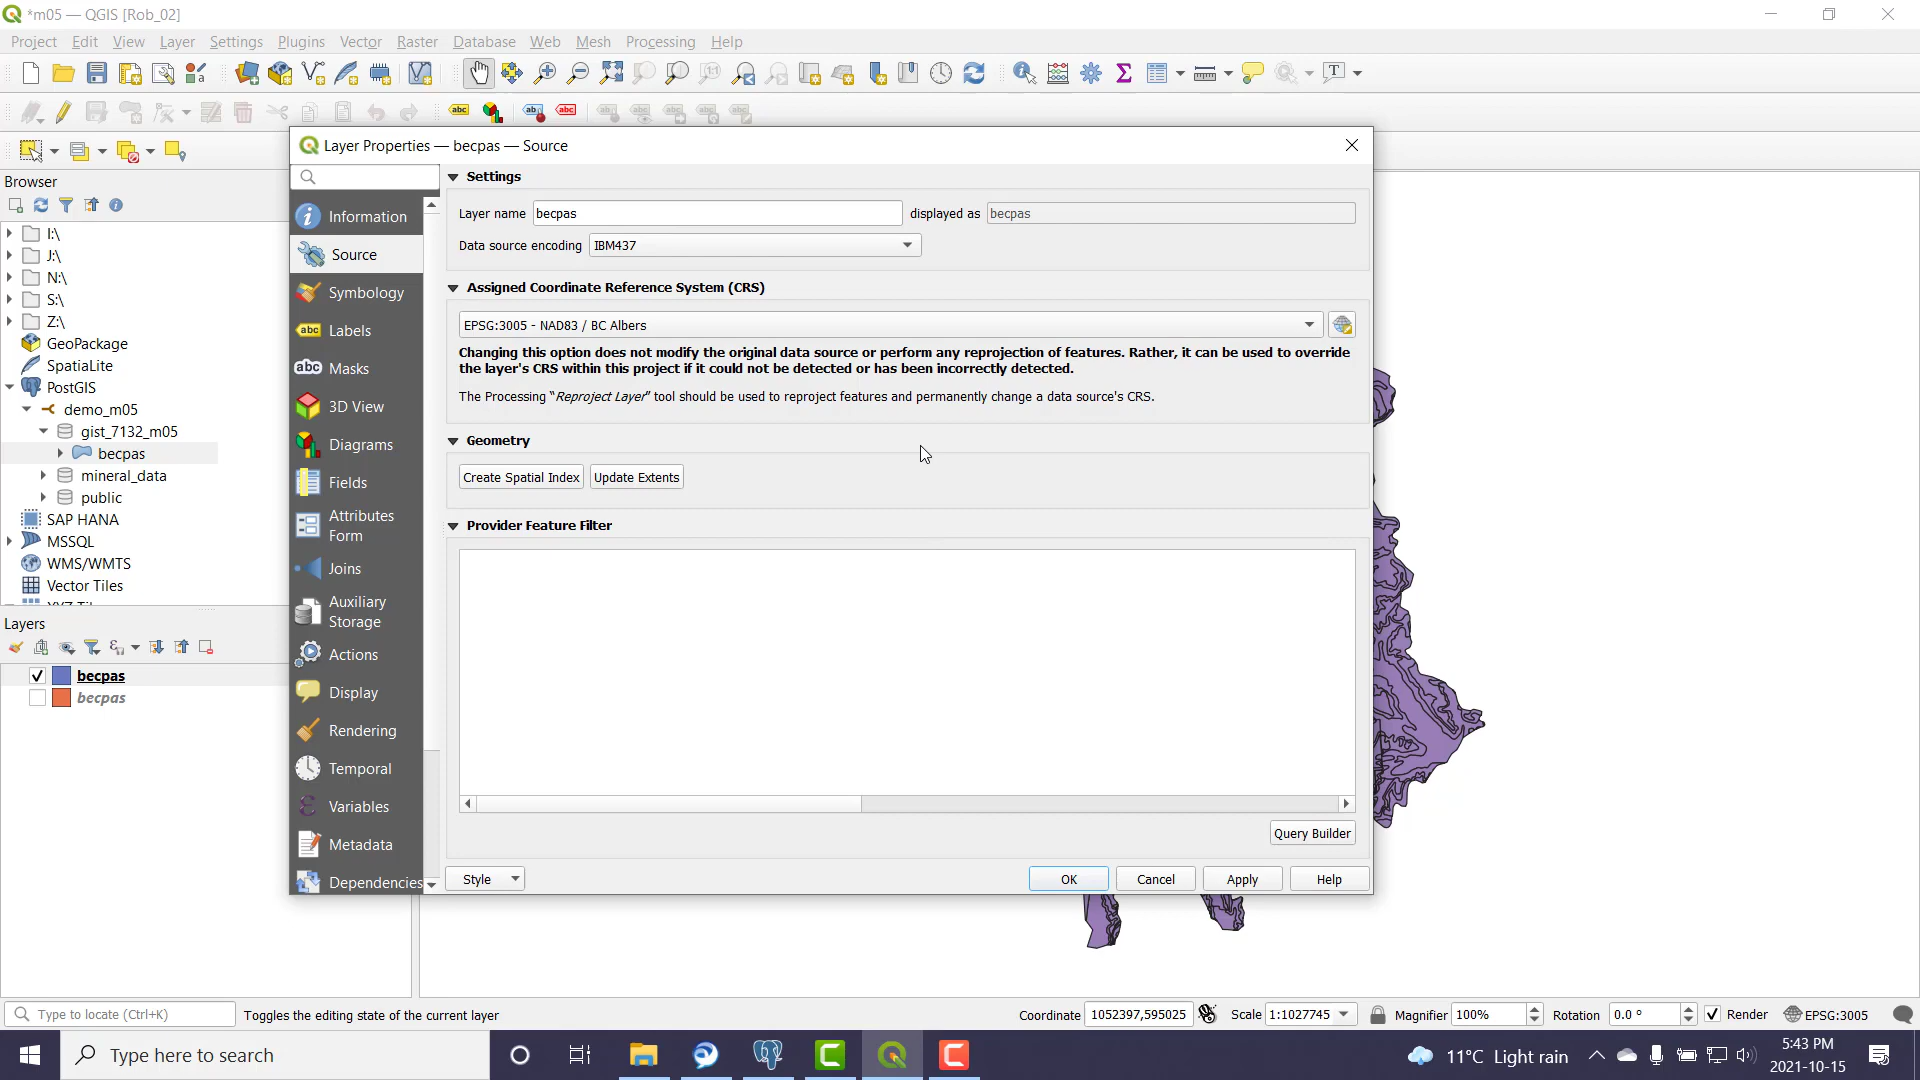 *m05 — QGIS [Rob_02]
Project Edit View Layer Settings Plugins Vector Raster Database Web Mesh Processing Help
Browser
I:\
J:\
N:\
S:\
Z:\
GeoPackage
SpatiaLite
PostGIS
demo_m05
gist_7132_m05
becpas
mineral_data
public
SAP HANA
MSSQL
WMS/WMTS
Vector Tiles
Layers
becpas
becpas
Layer Properties — becpas — Source
Information
Source
Symbology
Labels
Masks
3D View
Diagrams
Fields
Attributes
Form
Joins
Auxiliary
Storage
Actions
Display
Rendering
Temporal
Variables
Metadata
Dependencies
Settings
Layer name becpas displayed as becpas
Data source encoding IBM437
Assigned Coordinate Reference System (CRS)
EPSG:3005 - NAD83 / BC Albers
Changing this option does not modify the original data source or perform any reprojection of features. Rather, it can be used to override
the layer's CRS within this project if it could not be detected or has been incorrectly detected.
The Processing “Reproject Layer” tool should be used to reproject features and permanently change a data source's CRS.
Geometry
Create Spatial Index Update Extents
Provider Feature Filter
Query Builder
Style OK Cancel Apply Help
Type to locate (Ctrl+K) Toggles the editing state of the current layer Coordinate 1052397,595025 Scale 1:1027745 Magnifier 100% Rotation 0.0 ° Render EPSG:3005
Type here to search
11°C Light rain
5:43 PM
2021-10-15